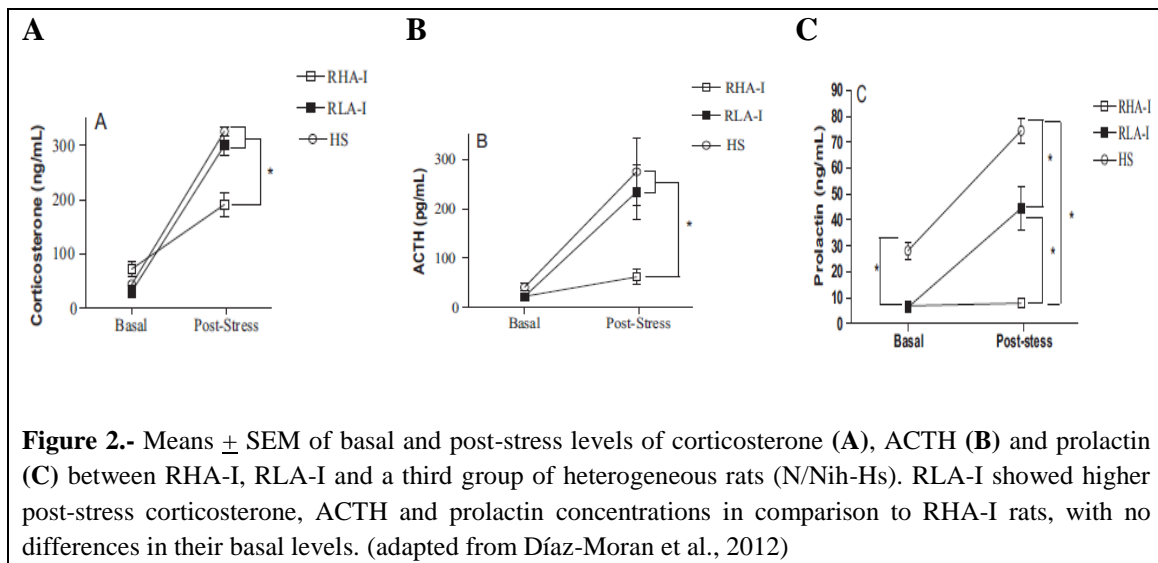 A
B
C
RHA-I
RLA-I
HS
A
Corticosterone (ng/mL)
300
200
100
0
*
Basal
Post-Stress
RHA-I
RLA-I
HS
B
ACTH (pg/mL)
300
200
100
0
*
Basal
Post-Stress
RHA-I
RLA-I
HS
C
Prolactin (ng/mL)
90
80
70
60
50
40
30
20
10
0
*
*
*
*
Basal
Post-stess
Figure 2.- Means + SEM of basal and post-stress levels of corticosterone (A), ACTH (B) and prolactin
(C) between RHA-I, RLA-I and a third group of heterogeneous rats (N/Nih-Hs). RLA-I showed higher
post-stress corticosterone, ACTH and prolactin concentrations in comparison to RHA-I rats, with no
differences in their basal levels. (adapted from Díaz-Moran et al., 2012)